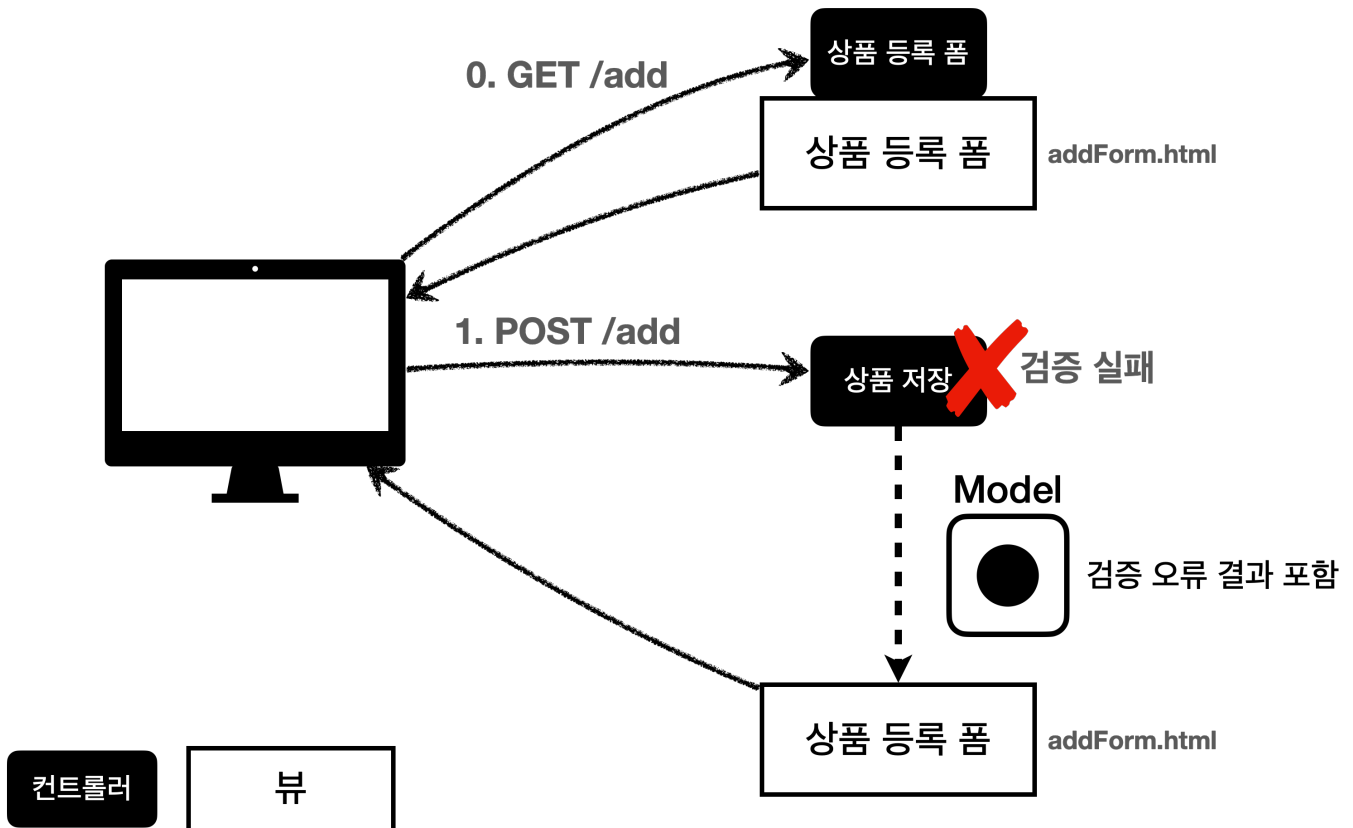 상품 등록 폼
0. GET /add
상품 등록 폼
addForm.html
1. POST /add
상품 저장
검증 실패
Model
검증 오류 결과 포함
상품 등록 폼
addForm.html
컨트롤러
뷰